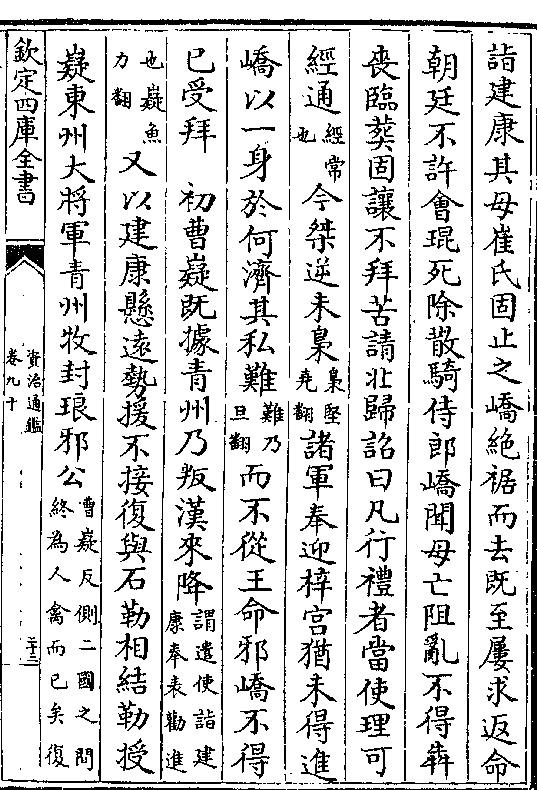 詣建康其母崔氏固止之嶠絕裾而去既至屢求返命
朝廷不許會琨死除散騎侍郎嶠聞母亡阻亂不得犇
喪臨葬固讓不拜苦請北歸詔曰凡行禮者當使理可
經通經常也今桀逆未梟梟堅堯翻諸軍奉迎梓宮猶未得進
嶠以一身於何濟其私難難乃旦翻而不從王命邪嶠不得
已受拜　初曹嶷既據青州乃叛漢來降謂遣使詣建康奉表勸進
也嶷魚力翻又以建康懸遠勢援不接復與石勒相結勒授
嶷東州大將軍青州牧封琅邪公曹嶷反側二國之間終為人禽而已矣復
欽定四庫全書
資治通鑑
卷九十
二十三